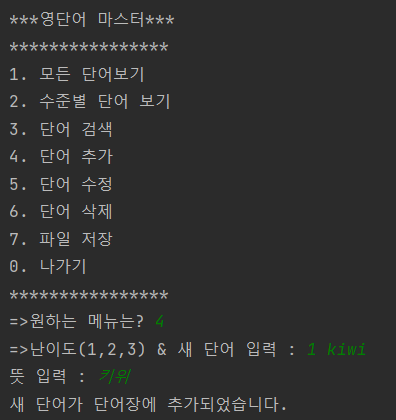 ***영단어 마스터***
****************
1. 모든 단어보기
2. 수준별 단어 보기
3. 단어 검색
4. 단어 추가
5. 단어 수정
6. 단어 삭제
7. 파일 저장
0. 나가기
****************
=>원하는 메뉴는? 4
=>난이도(1,2,3) & 새 단어 입력 : 1 kiwi
뜻 입력 : 키위
새 단어가 단어장에 추가되었습니다.